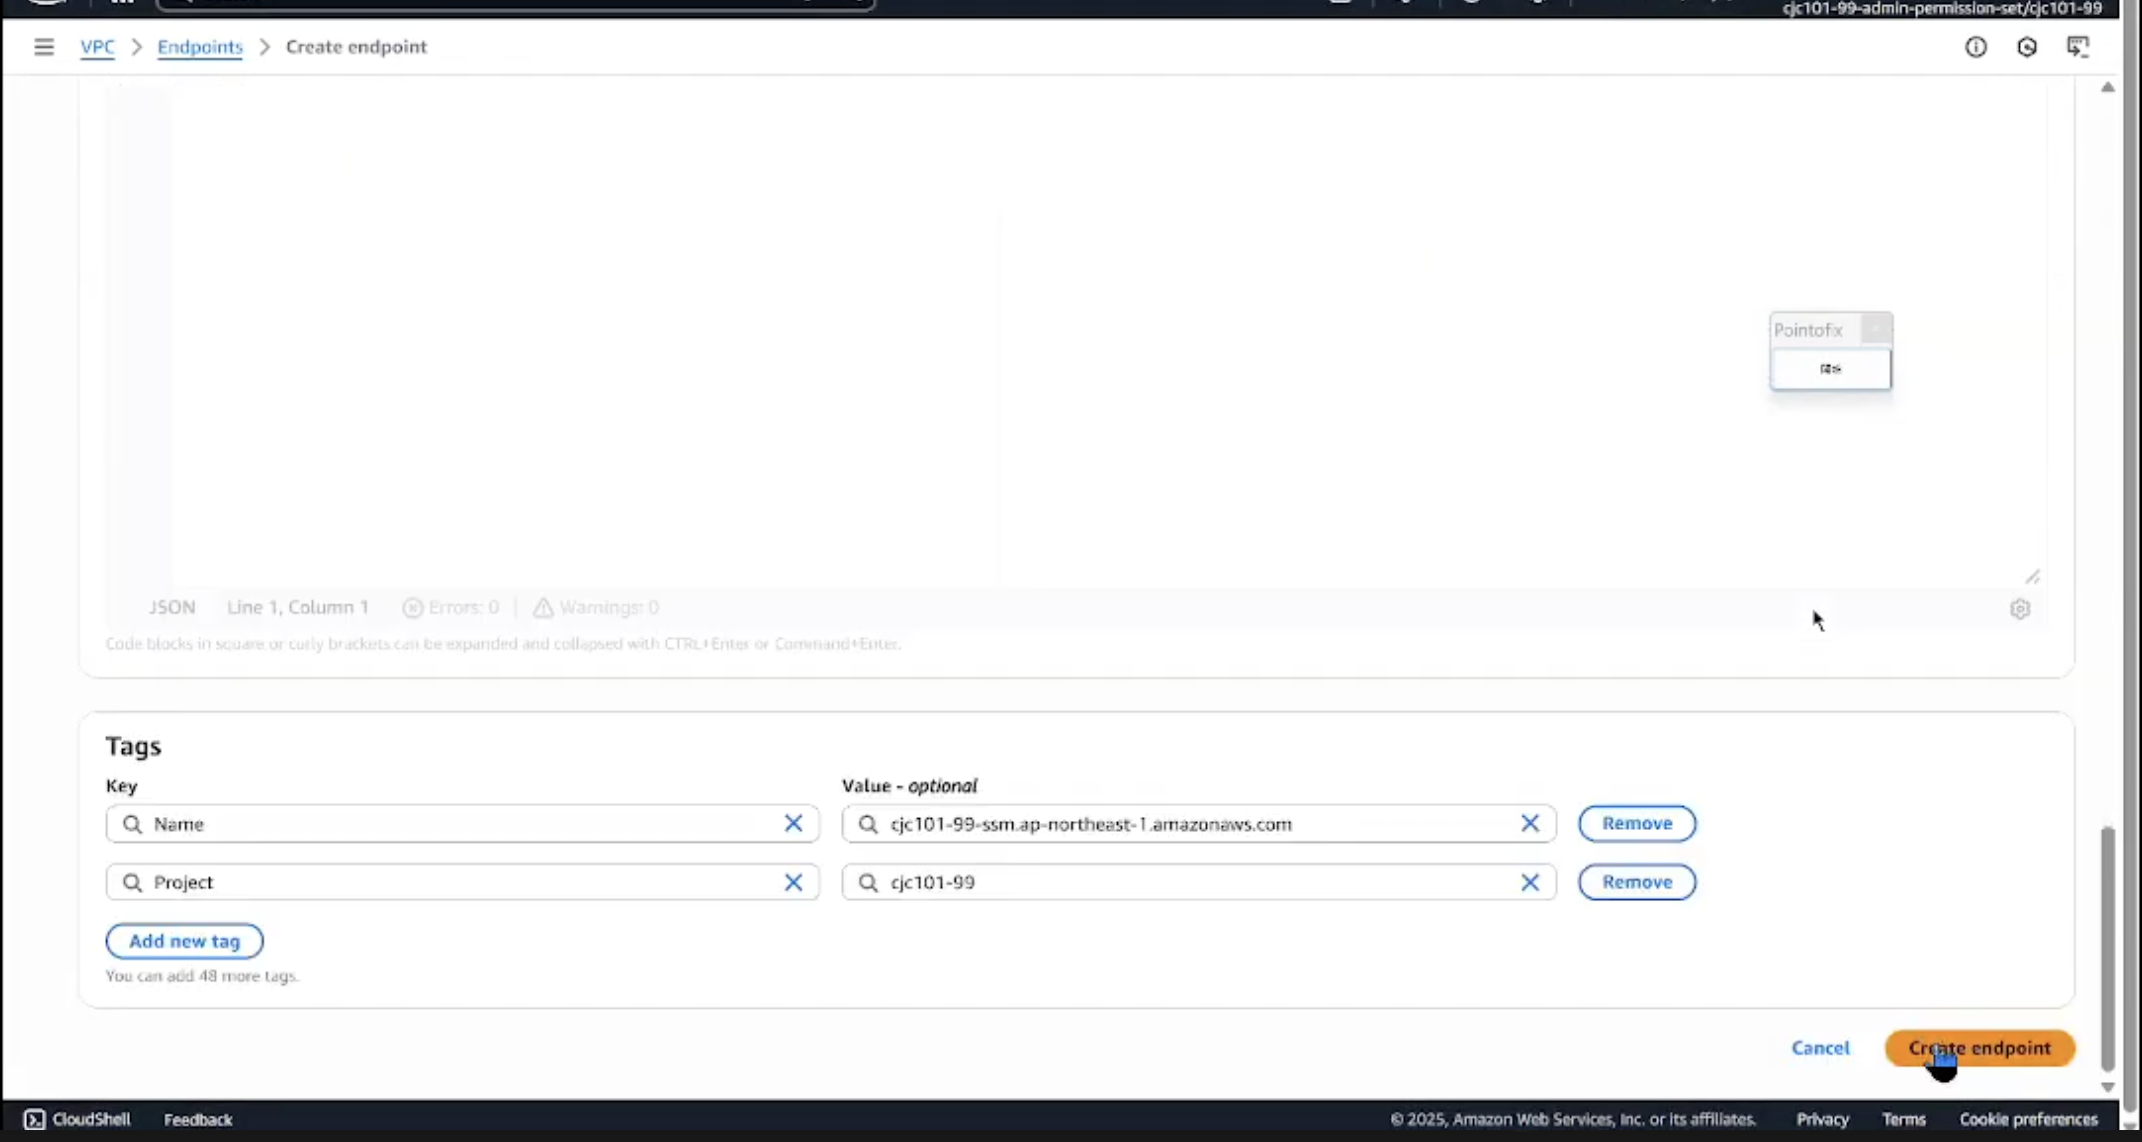 cjc101-99-admin-permission-set/cjc101-99
VPC > Endpoints > Create endpoint
Pointofix
JSON Line 1, Column 1 Errors: 0 Warnings: 0
Code blocks in square or curly brackets can be expanded and collapsed with CTRL+Enter or Command+Enter.
Tags
Key Value - optional
Name cjc101-99-ssm.ap-northeast-1.amazonaws.com Remove
Project cjc101-99 Remove
Add new tag
You can add 48 more tags.
Cancel Create endpoint
CloudShell Feedback © 2025, Amazon Web Services, Inc. or its affiliates. Privacy Terms Cookie preferences